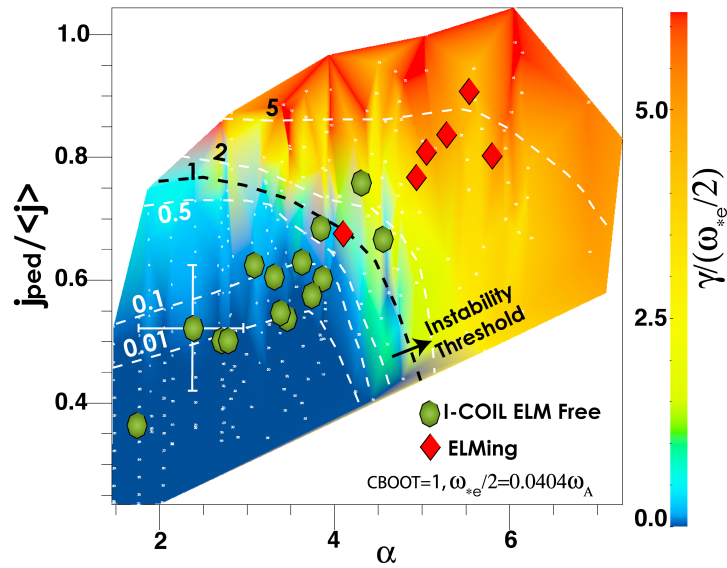 1.0
0.8
0.6
0.4
jped/<j>
2
4
6
α
5
2
1
0.5
0.1
0.01
Instability
Threshold
I-COIL ELM Free
ELMing
CBOOT=1, ω*e/2=0.0404ωA
5.0
2.5
0.0
γ/(ω*e/2)